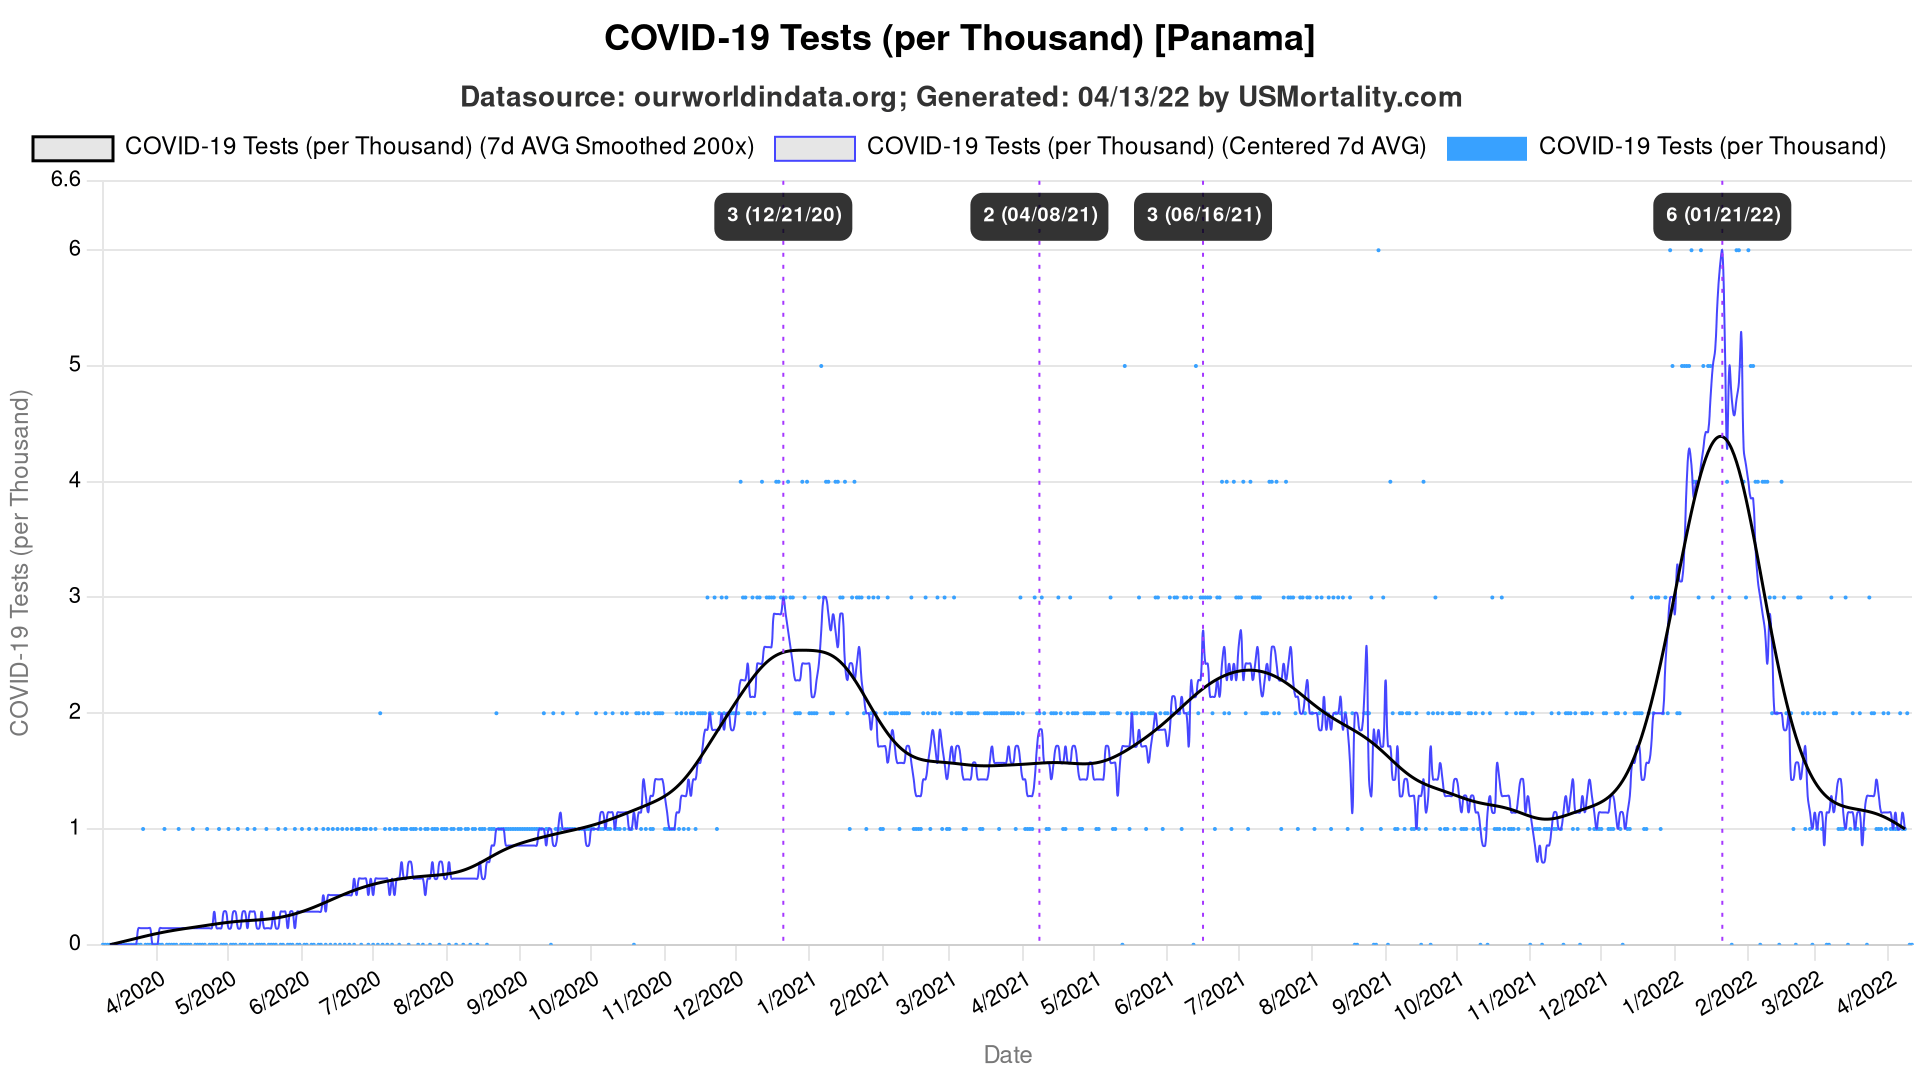 COVID-19 Tests (per Thousand) [Panama]
Datasource: ourworldindata.org; Generated: 04/13/22 by USMortality.com
COVID-19 Tests (per Thousand) (7d AVG Smoothed 200x) COVID-19 Tests (per Thousand) (Centered 7d AVG) COVID-19 Tests (per Thousand)
6.6
3 (12/21/20) 2 (04/08/21) 3 (06/16/21) 6 (01/21/22)
6
5
4
3
2
1
0
COVID-19 Tests (per Thousand)
4/2020 5/2020 6/2020 7/2020 8/2020 9/2020 10/2020 11/2020 12/2020 1/2021 2/2021 3/2021 4/2021 5/2021 6/2021 7/2021 8/2021 9/2021 10/2021 11/2021 12/2021 1/2022 2/2022 3/2022 4/2022
Date